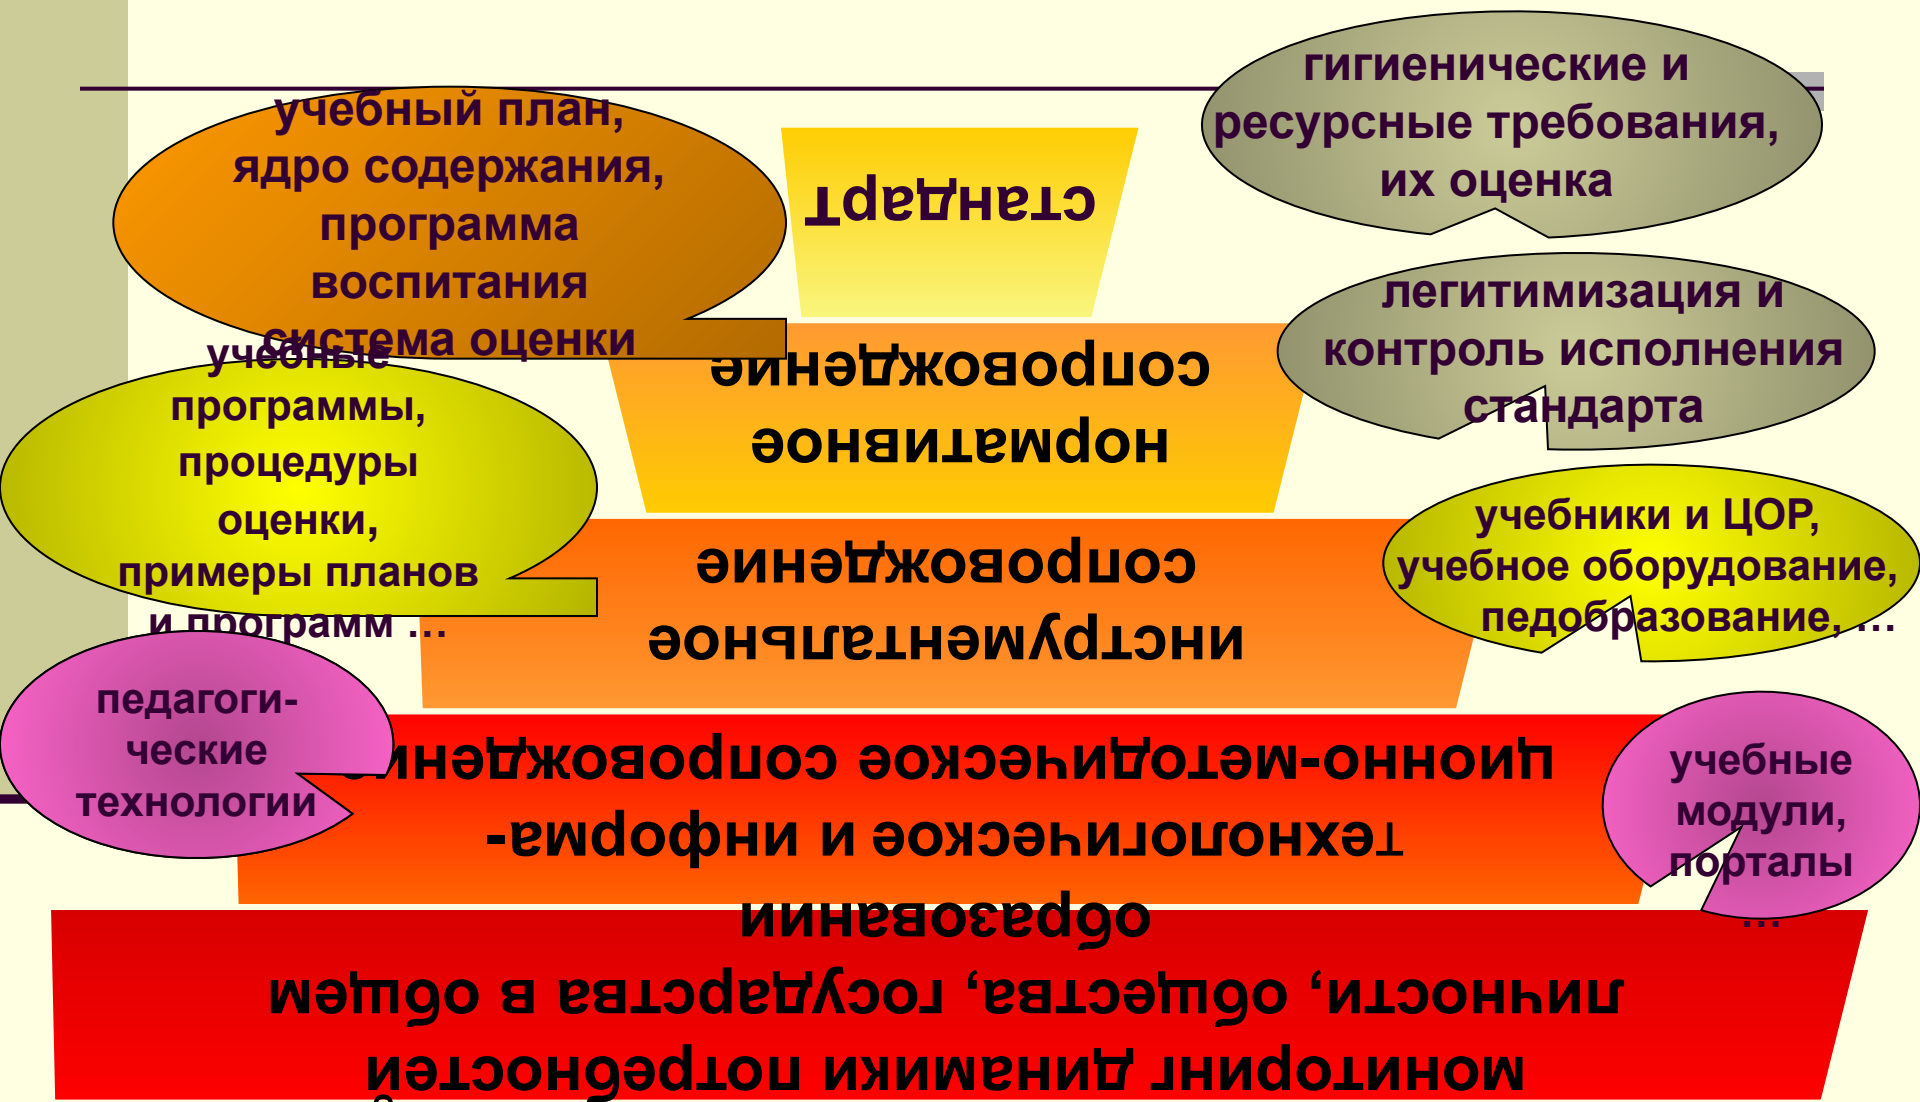 учебный план,
ядро содержания,
программа
воспитания
система оценки
гигиенические и
ресурсные требования,
их оценка
стандарт
легитимизация и
контроль исполнения
стандарта
нормативное
сопровождение
учебные
программы,
процедуры
оценки,
примеры планов
и программ ...
учебники и ЦОР,
учебное оборудование,
педобразование, ...
инструментальное
сопровождение
педагоги-
ческие
технологии
технологическое и информа-
ционно-методическое сопровождение
учебные
модули,
порталы
...
мониторинг динамики потребностей
личности, общества, государства в общем
образовании